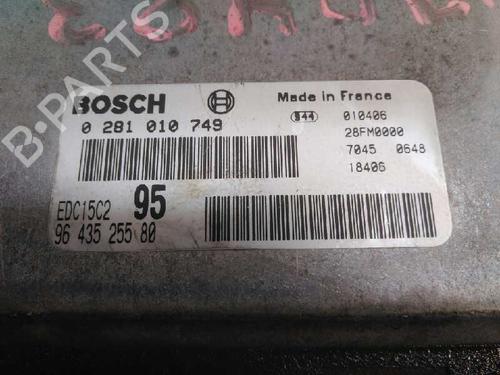 B-PARTS
BOSCH
Made in France
0 281 010 749
S44 010406
28FM0000
7045 0648
18406
EDC15C2 95
96 435 255 80